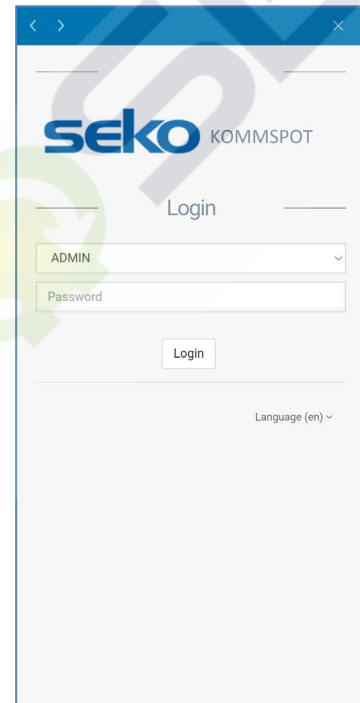 seko KOMMSPOT
Login
ADMIN
Password
Login
Language (en)